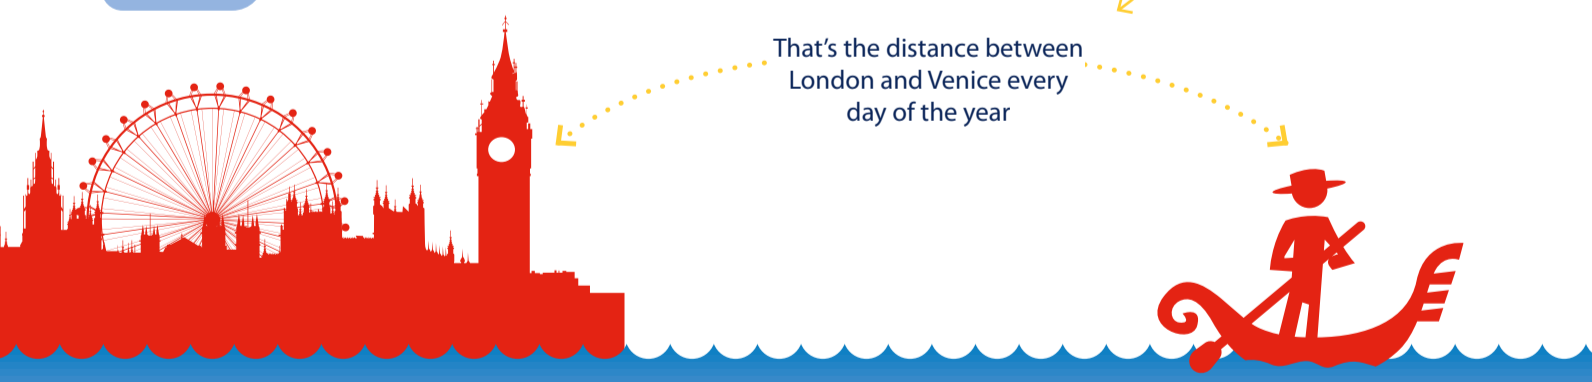 That’s the distance between
London and Venice every
day of the year